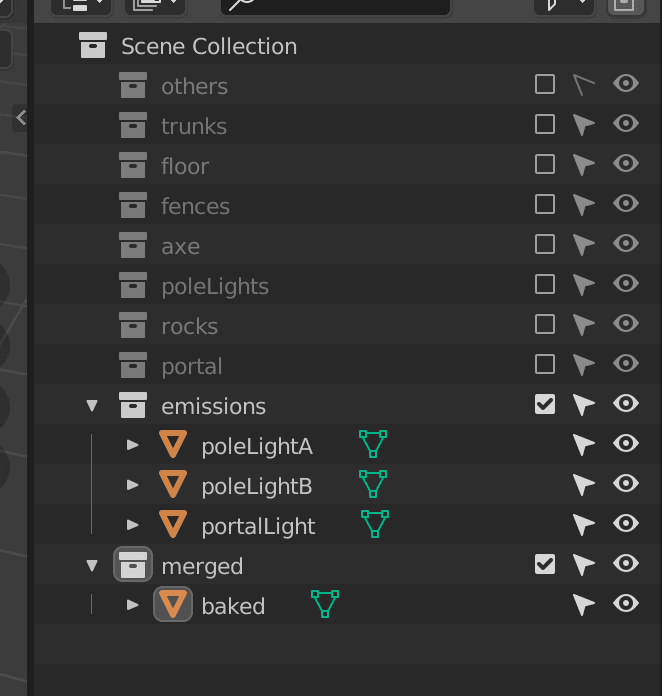 Scene Collection
others
trunks
floor
fences
axe
poleLights
rocks
portal
emissions
poleLightA
poleLightB
portalLight
merged
baked